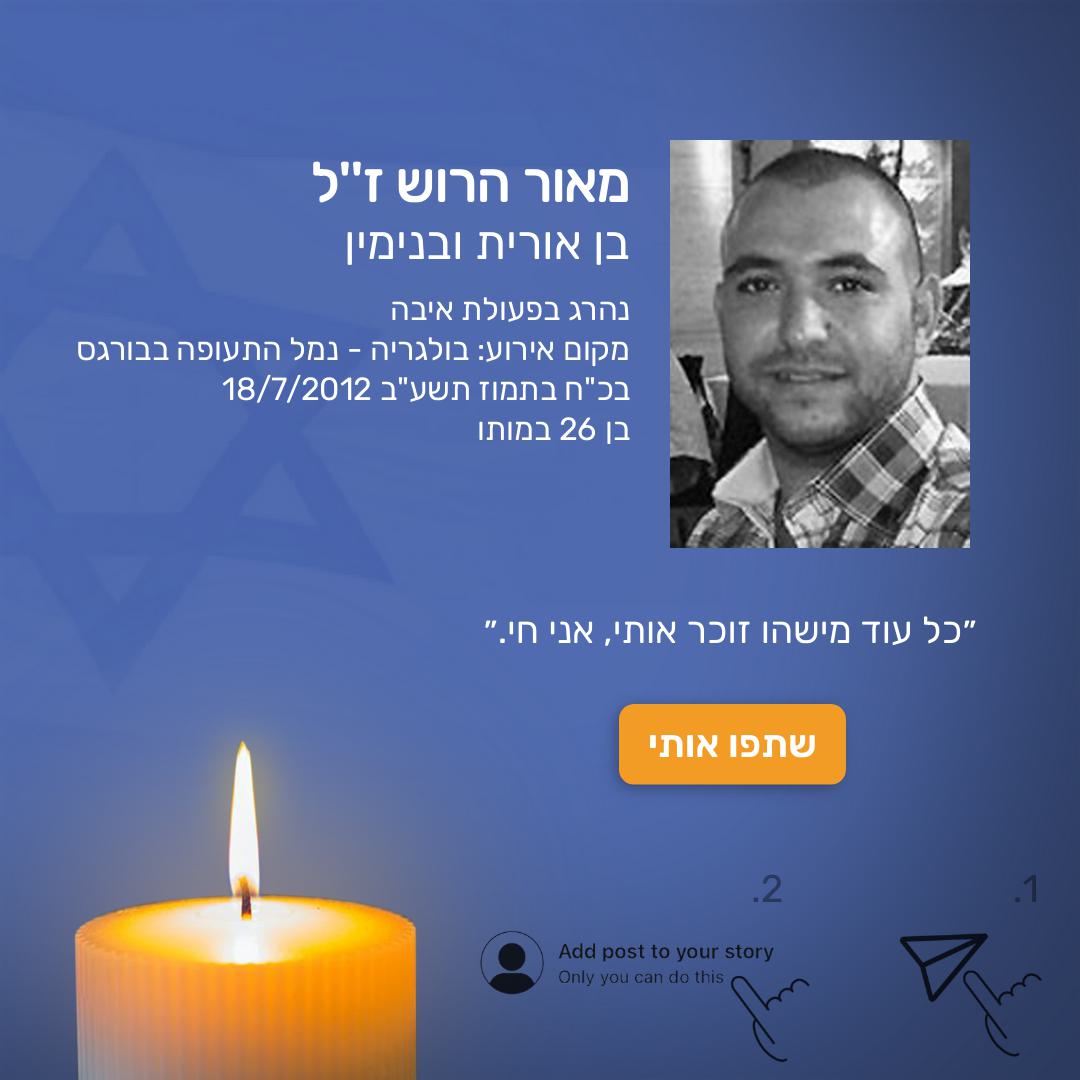 מאור הרוש ז"ל
בן אורית ובנימין
נהרג בפעולת איבה
מקום אירוע: בולגריה - נמל התעופה בבורגס
בכ"ח בתמוז תשע"ב 18/7/2012
בן 26 במותו
״כל עוד מישהו זוכר אותי, אני חי.״
שתפו אותי
1.
2.
Add post to your story
Only you can do this